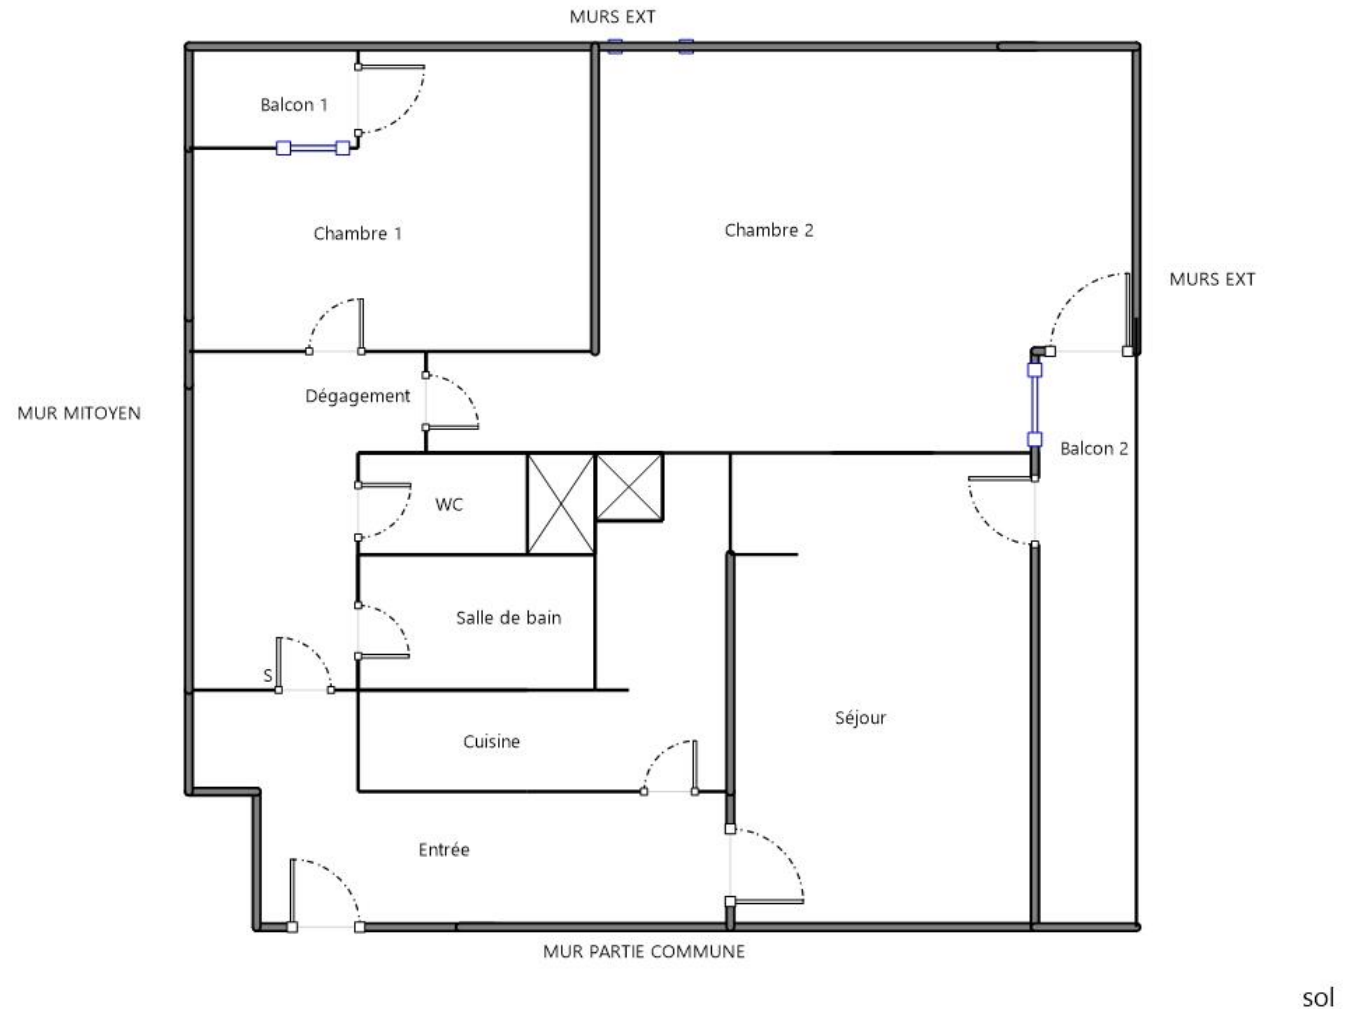 MURS EXT
Balcon 1
Chambre 1
Chambre 2
MURS EXT
Dégagement
MUR MITOYEN
Balcon 2
WC
Salle de bain
S
Séjour
Cuisine
Entrée
MUR PARTIE COMMUNE
sol